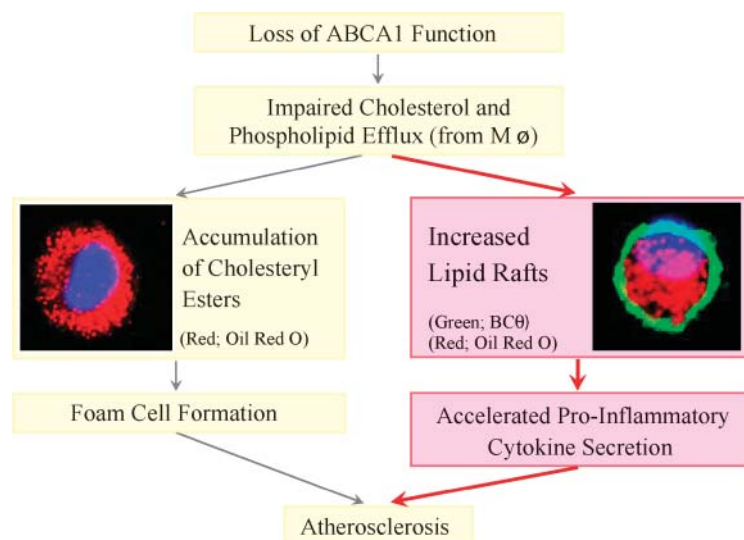 Loss of ABCA1 Function
Impaired Cholesterol and
Phospholipid Efflux (from M ø)
Accumulation
of Cholesteryl
Esters
(Red; Oil Red O)
Increased
Lipid Rafts
(Green; BCθ)
(Red; Oil Red O)
Foam Cell Formation
Accelerated Pro-Inflammatory
Cytokine Secretion
Atherosclerosis